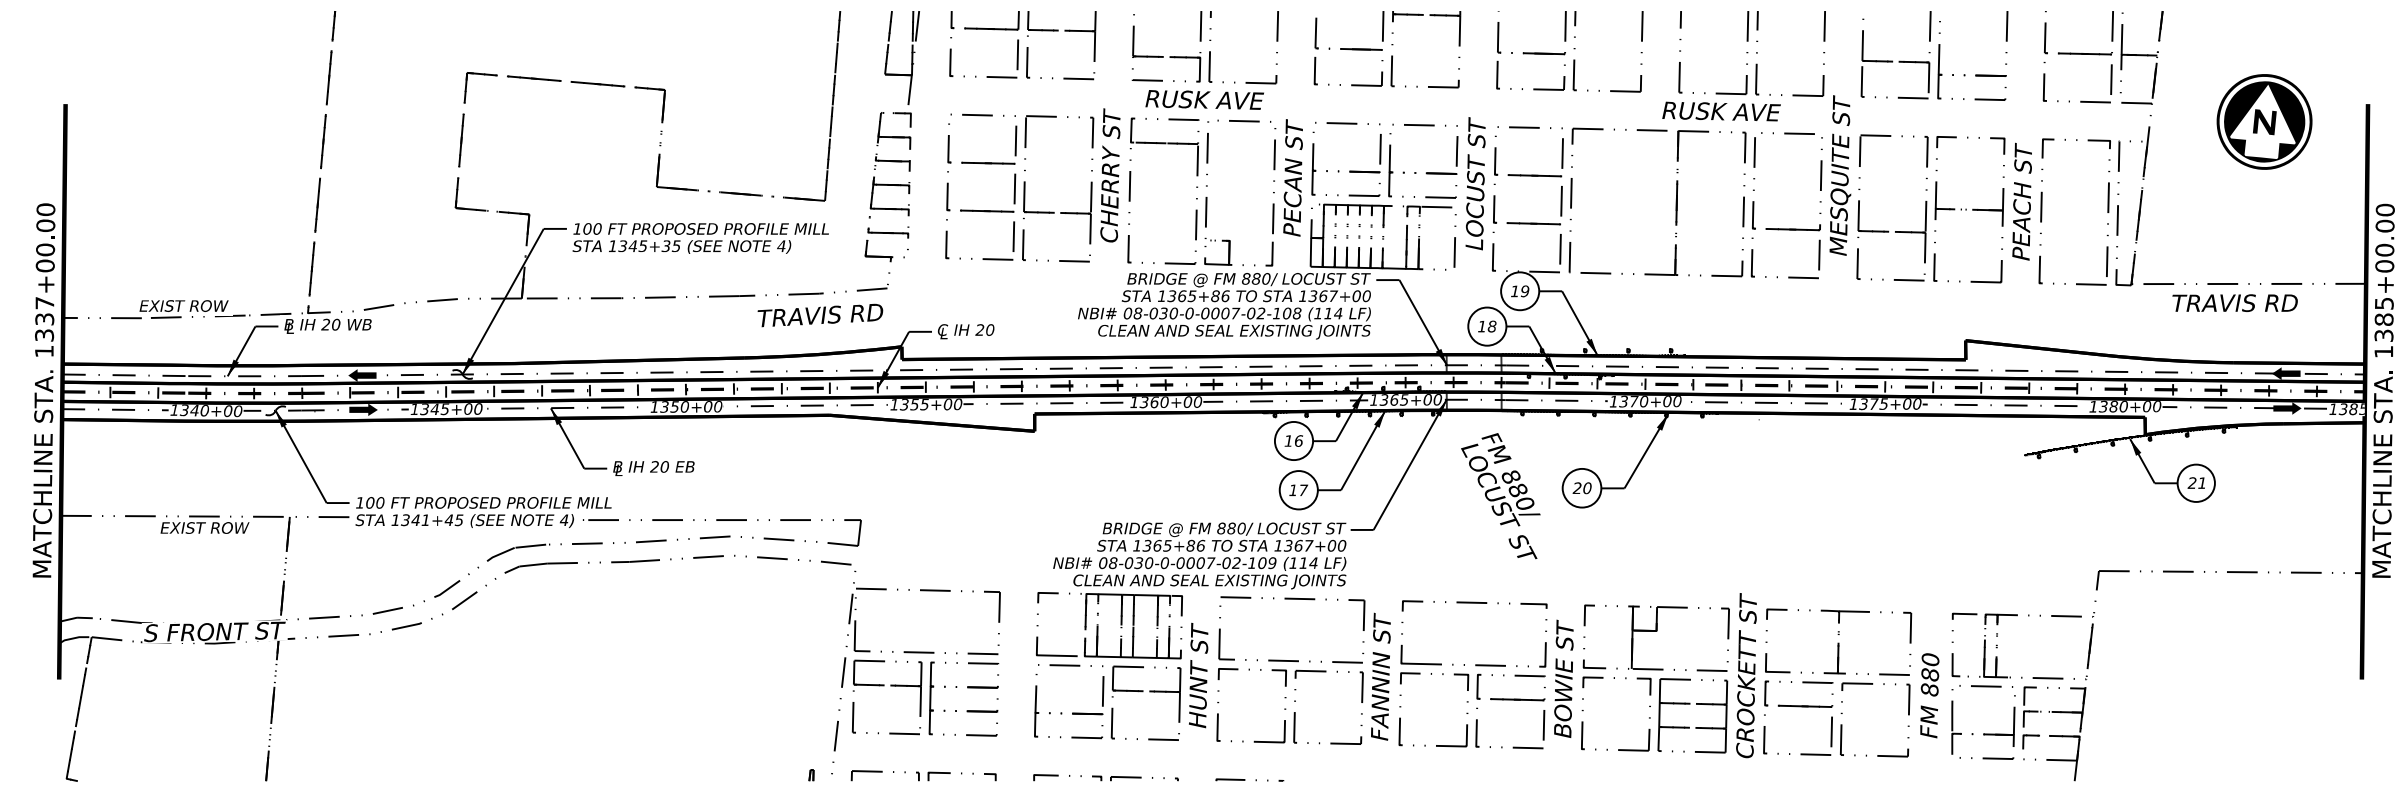 RUSK AVE
RUSK AVE
CHERRY ST
PECAN ST
LOCUST ST
MESQUITE ST
PEACH ST
N
MATCHLINE STA. 1337+00.00
100 FT PROPOSED PROFILE MILL
STA 1345+35 (SEE NOTE 4)
EXIST ROW
BL IH 20 WB
TRAVIS RD
CL IH 20
BRIDGE @ FM 880/ LOCUST ST
STA 1365+86 TO STA 1367+00
NBI# 08-030-0-0007-02-108 (114 LF)
CLEAN AND SEAL EXISTING JOINTS
19
18
TRAVIS RD
MATCHLINE STA. 1385+00.00
1340+00
1345+00
1350+00
1355+00
1360+00
1365+00
1370+00
1375+00
1380+00
1385
16
17
20
21
BL IH 20 EB
100 FT PROPOSED PROFILE MILL
STA 1341+45 (SEE NOTE 4)
EXIST ROW
FM 880/
LOCUST ST
BRIDGE @ FM 880/ LOCUST ST
STA 1365+86 TO STA 1367+00
NBI# 08-030-0-0007-02-109 (114 LF)
CLEAN AND SEAL EXISTING JOINTS
S FRONT ST
HUNT ST
FANNIN ST
BOWIE ST
CROCKETT ST
FM 880